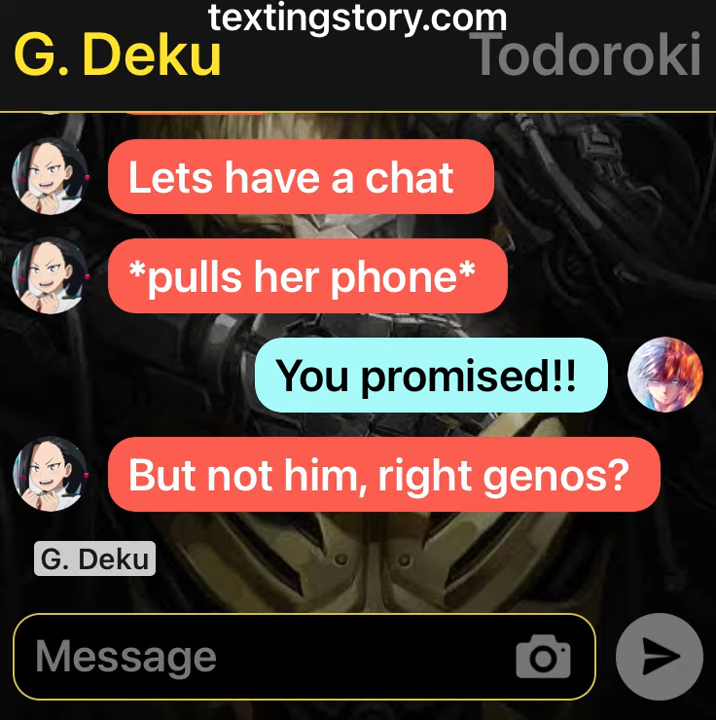 textingstory.com
G. Deku
Todoroki
Lets have a chat
*pulls her phone*
You promised!!
But not him, right genos?
G. Deku
Message